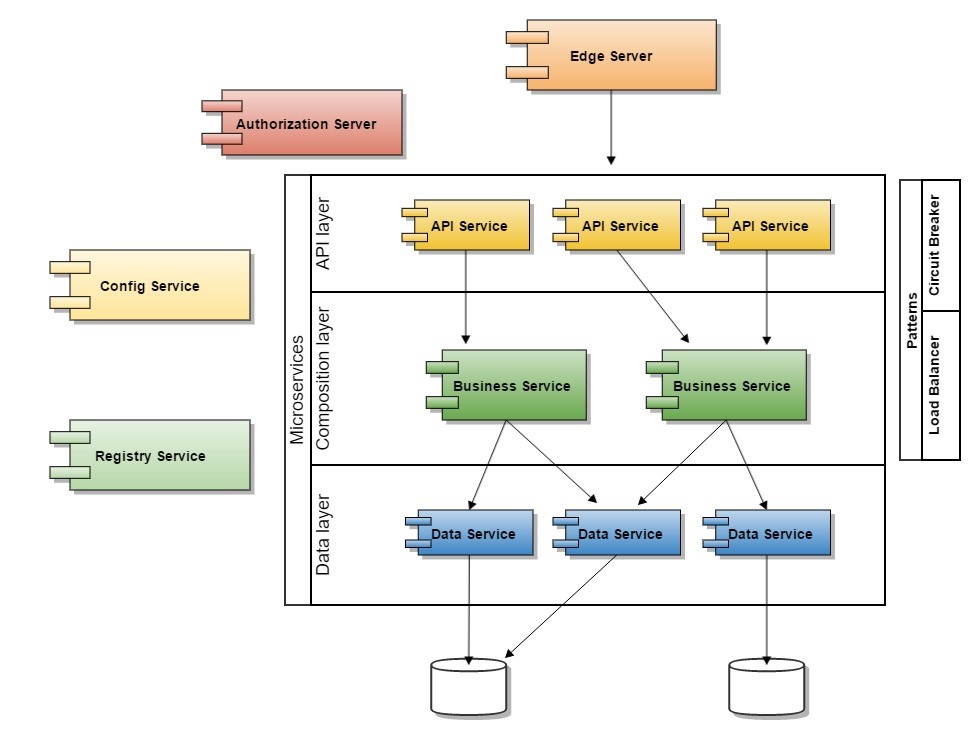 Edge Server
Authorization Server
Microservices
API layer
API Service
API Service
API Service
Config Service
Composition layer
Business Service
Business Service
Registry Service
Data layer
Data Service
Data Service
Data Service
Patterns
Circuit Breaker
Load Balancer